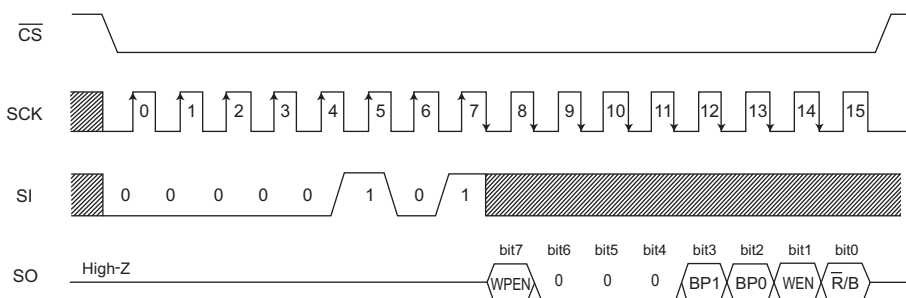 CS
SCK 0 1 2 3 4 5 6 7 8 9 10 11 12 13 14 15
SI 0 0 0 0 0 1 0 1
bit7 bit6 bit5 bit4 bit3 bit2 bit1 bit0
SO High-Z WPEN 0 0 0 BP1 BP0 WEN R/B